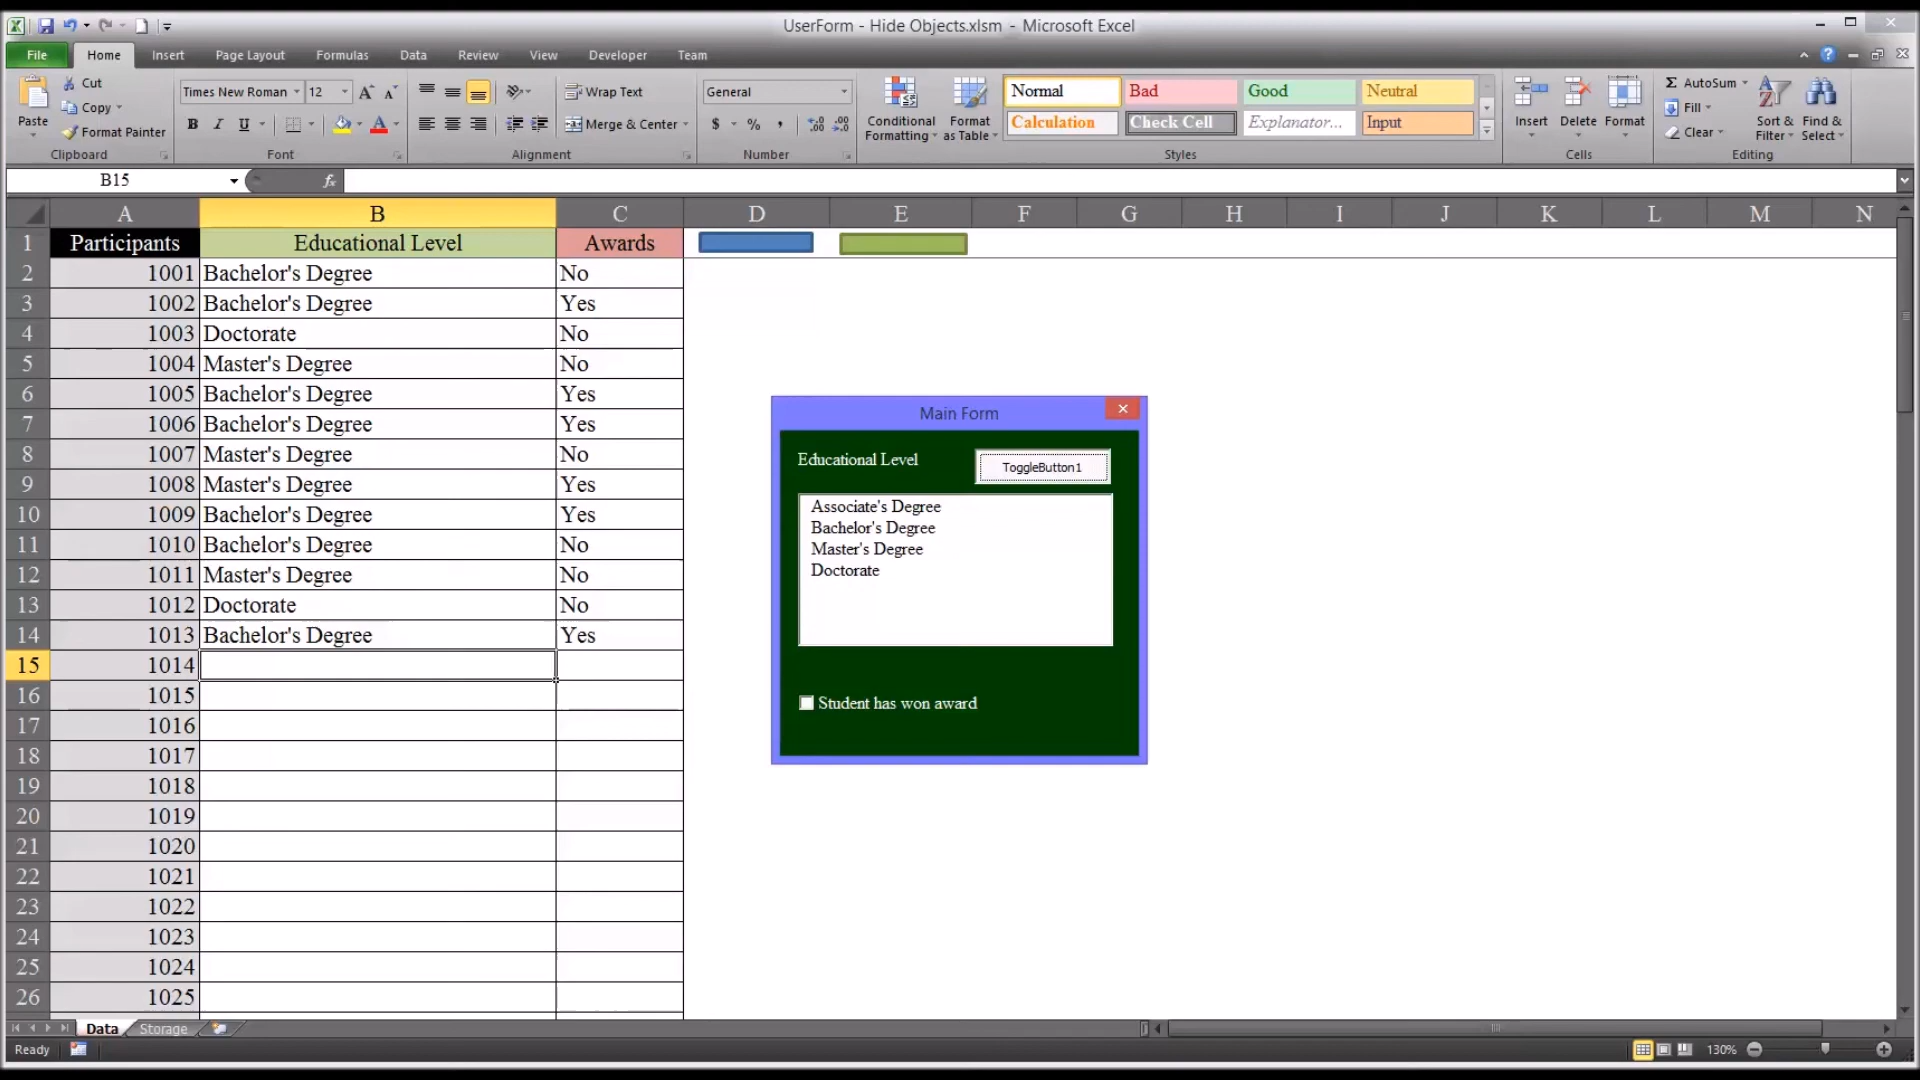 UserForm - Hide Objects.xlsm - Microsoft Excel
File Home Insert Page Layout Formulas Data Review View Developer Team
Paste
Cut
Copy
Format Painter
Clipboard
Times New Roman 12
B I U
Font
Wrap Text
Merge & Center
Alignment
General
$ % ,
Number
Conditional Formatting
Format as Table
Normal Bad Good Neutral
Calculation Check Cell Explanator... Input
Styles
Insert Delete Format
Cells
AutoSum
Fill
Clear
Sort & Filter
Find & Select
Editing
B15 fx
A B C D E F G H I J K L M N
1 Participants Educational Level Awards
2 1001 Bachelor's Degree No
3 1002 Bachelor's Degree Yes
4 1003 Doctorate No
5 1004 Master's Degree No
6 1005 Bachelor's Degree Yes
7 1006 Bachelor's Degree Yes
8 1007 Master's Degree No
9 1008 Master's Degree Yes
10 1009 Bachelor's Degree Yes
11 1010 Bachelor's Degree No
12 1011 Master's Degree No
13 1012 Doctorate No
14 1013 Bachelor's Degree Yes
15 1014
16 1015
17 1016
18 1017
19 1018
20 1019
21 1020
22 1021
23 1022
24 1023
25 1024
26 1025
Main Form
Educational Level
ToggleButton1
Associate's Degree
Bachelor's Degree
Master's Degree
Doctorate
Student has won award
Data Storage
Ready 130%